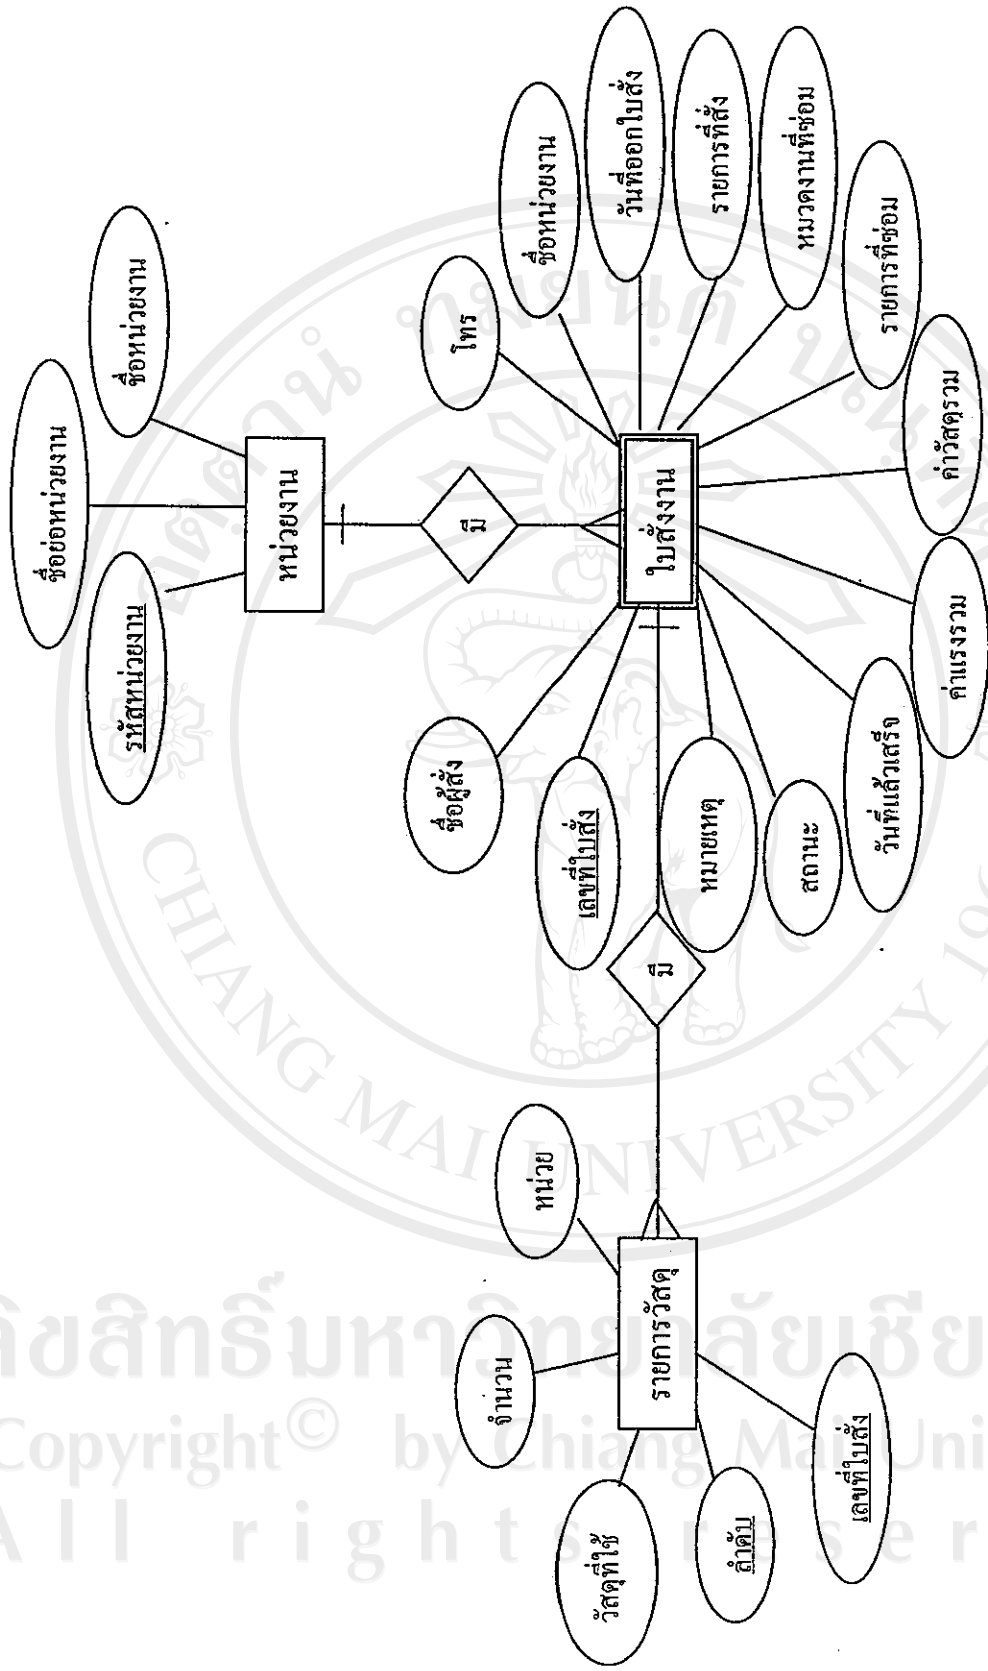 ชื่อย่อหน่วยงาน
รหัสหน่วยงาน
ชื่อหน่วยงาน
หน่วยงาน
มี
ชื่อผู้สั่ง
โทร
ชื่อหน่วยงาน
เลขที่ใบสั่ง
วันที่ออกใบสั่ง
ใบสั่งงาน
หมายเหตุ
รายการที่สั่ง
สถานะ
หมวดงานที่ซ่อม
วันที่แล้วเสร็จ
รายการที่ซ่อม
ค่าแรงรวม
ค่าวัสดุรวม
มี
จำนวน
หน่วย
วัสดุที่ใช้
รายการวัสดุ
ลำดับ
เลขที่ใบสั่ง
CHIANG MAI UNIVERSITY
ลิขสิทธิ์มหาวิทยาลัยเชีย
Copyright© by Chiang Mai Uni
All rights reser